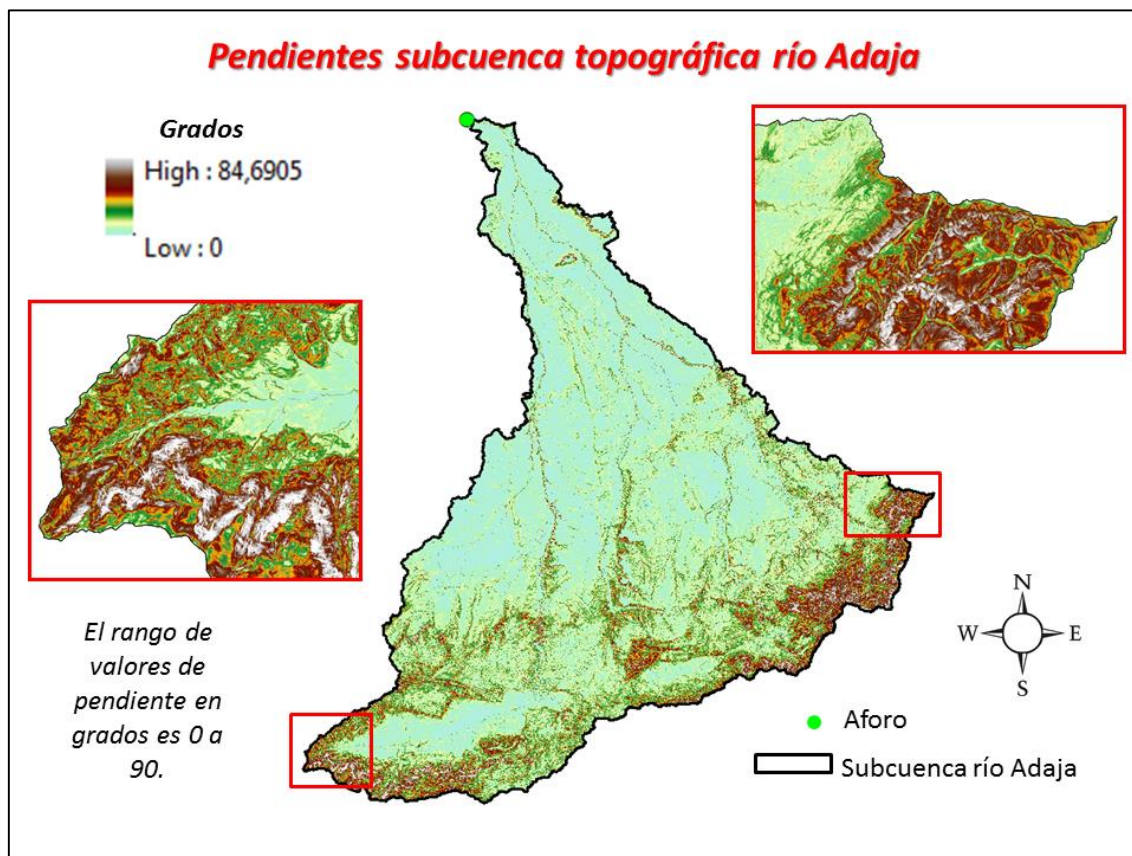 Pendientes subcuenca topográfica río Adaja
Grados
High : 84,6905
Low : 0
El rango de
valores de
pendiente en
grados es 0 a
90.
N
W
E
S
Aforo
Subcuenca río Adaja